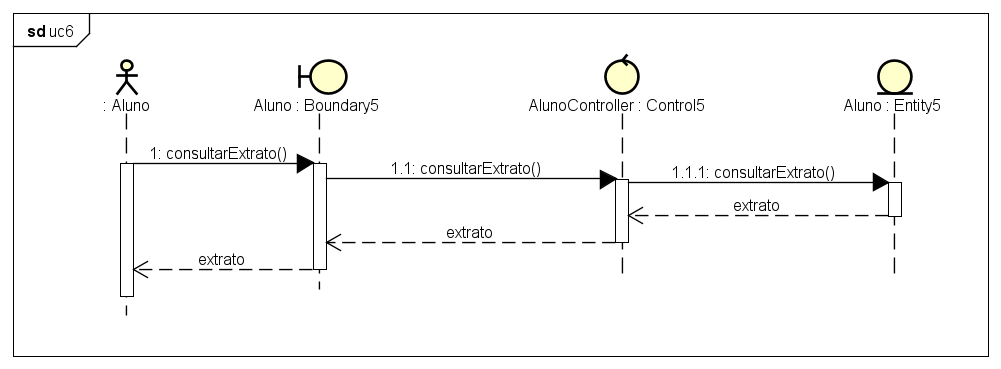 sd uc6
: Aluno
Aluno : Boundary5
AlunoController : Control5
Aluno : Entity5
1: consultarExtrato()
1.1: consultarExtrato()
1.1.1: consultarExtrato()
extrato
extrato
extrato